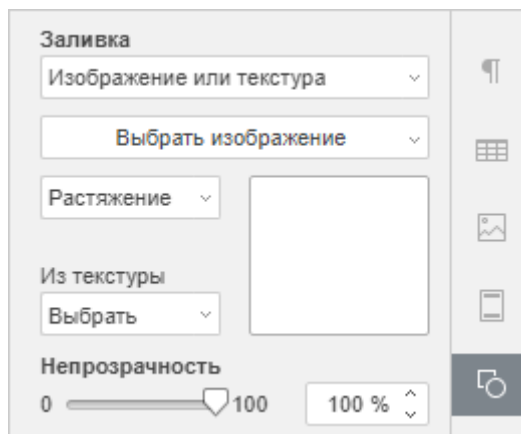 Заливка
Изображение или текстура
Выбрать изображение
Растяжение
Из текстуры
Выбрать
Непрозрачность
0 100 100 %